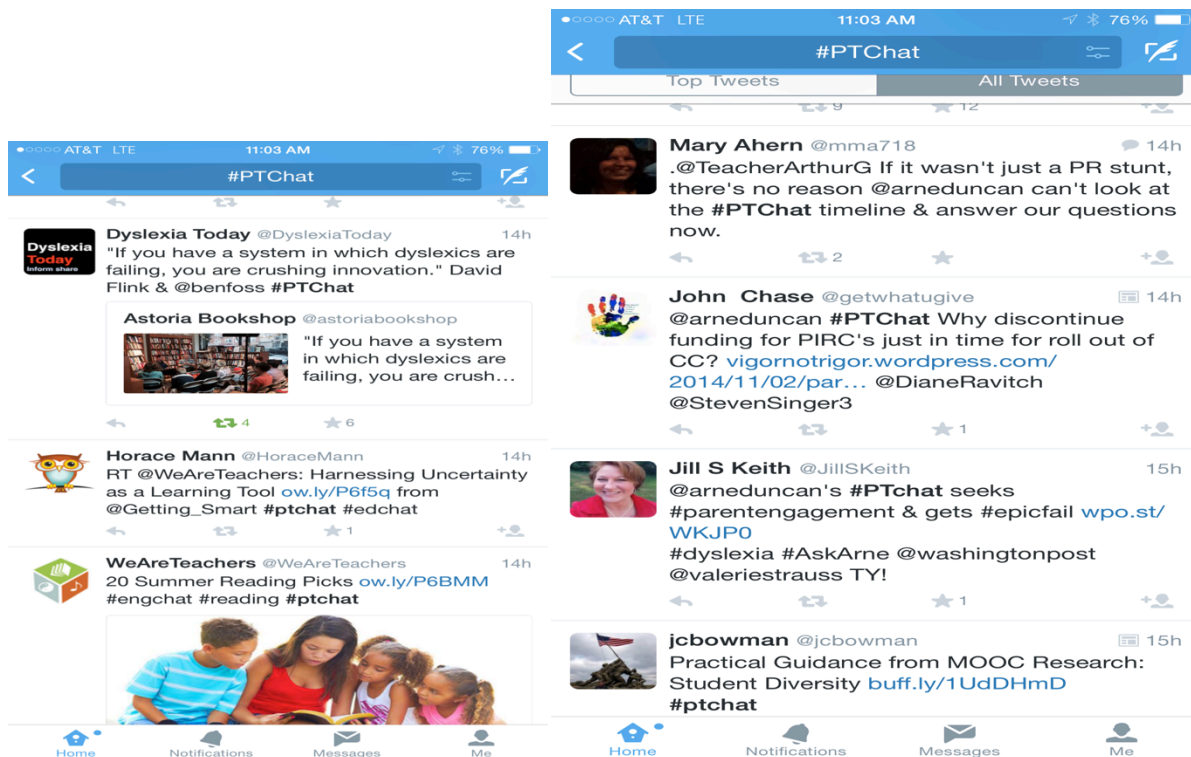 AT&T LTE 11:03 AM 76%
#PTChat
Dyslexia Today @DyslexiaToday 14h
Dyslexia
Today
Inform share
"If you have a system in which dyslexics are
failing, you are crushing innovation." David
Flink & @benfoss #PTChat
Astoria Bookshop @astoriabookshop
"If you have a system
in which dyslexics are
failing, you are crush...
4 6
Horace Mann @HoraceMann 14h
RT @WeAreTeachers: Harnessing Uncertainty
as a Learning Tool ow.ly/P6f5q from
@Getting_Smart #ptchat #edchat
1
WeAreTeachers @WeAreTeachers 14h
20 Summer Reading Picks ow.ly/P6BMM
#engchat #reading #ptchat
Home Notifications Messages Me
AT&T LTE 11:03 AM 76%
#PTChat
Top Tweets All Tweets
9 12
Mary Ahern @mma718 14h
.@TeacherArthurG If it wasn't just a PR stunt,
there's no reason @arneduncan can't look at
the #PTChat timeline & answer our questions
now.
2
John Chase @getwhatugive 14h
@arneduncan #PTChat Why discontinue
funding for PIRC's just in time for roll out of
CC? vigornotrigor.wordpress.com/
2014/11/02/par... @DianeRavitch
@StevenSinger3
1
Jill S Keith @JillSKeith 15h
@arneduncan's #PTchat seeks
#parentengagement & gets #epicfail wpo.st/
WKJP0
#dyslexia #AskArne @washingtonpost
@valeriestrauss TY!
1
jcbowman @jcbowman 15h
Practical Guidance from MOOC Research:
Student Diversity buff.ly/1UdDHmD
#ptchat
Home Notifications Messages Me